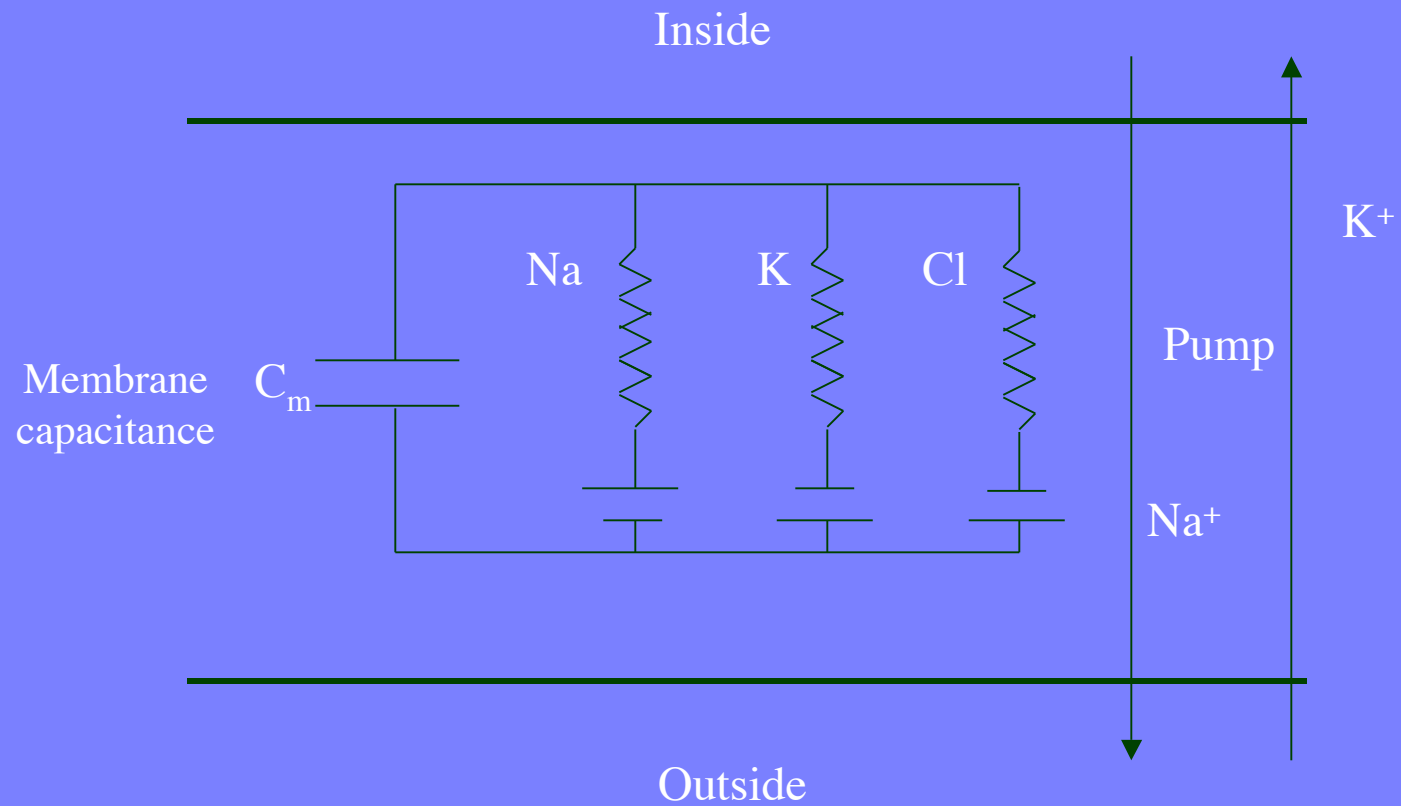 Inside
K⁺
Na
K
Cl
Pump
Membrane
capacitance
Cₘ
Na⁺
Outside